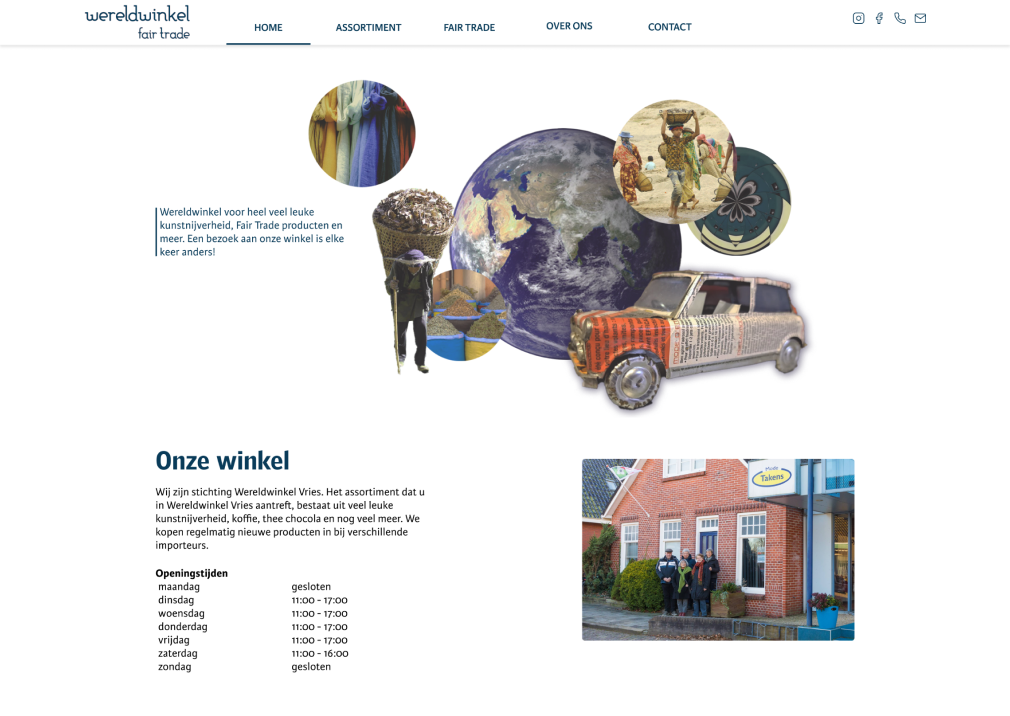 wereldwinkel
fair trade
HOME
ASSORTIMENT
FAIR TRADE
OVER ONS
CONTACT
Wereldwinkel voor heel veel leuke
kunstnijverheid, Fair Trade producten en
meer. Een bezoek aan onze winkel is elke
keer anders!
Onze winkel
Wij zijn stichting Wereldwinkel Vries. Het assortiment dat u
in Wereldwinkel Vries aantreft, bestaat uit veel leuke
kunstnijverheid, koffie, thee chocola en nog veel meer. We
kopen regelmatig nieuwe producten in bij verschillende
importeurs.
Mode
Takens
Openingstijden
maandag gesloten
dinsdag 11:00 - 17:00
woensdag 11:00 - 17:00
donderdag 11:00 - 17:00
vrijdag 11:00 - 17:00
zaterdag 11:00 - 16:00
zondag gesloten